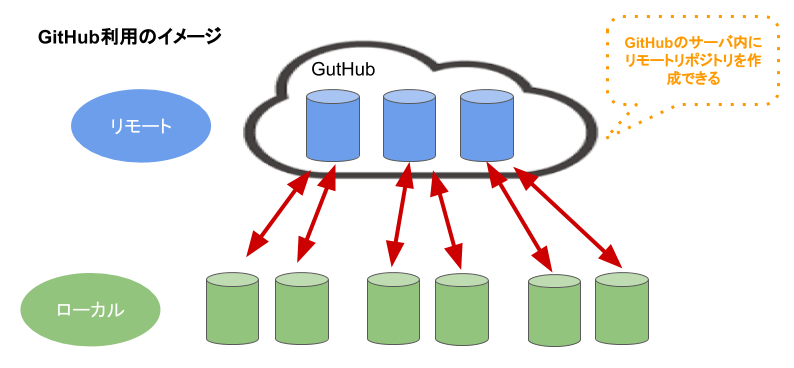 GitHub利用のイメージ
GitHubのサーバ内に
リモートリポジトリを作
成できる
GutHub
リモート
ローカル